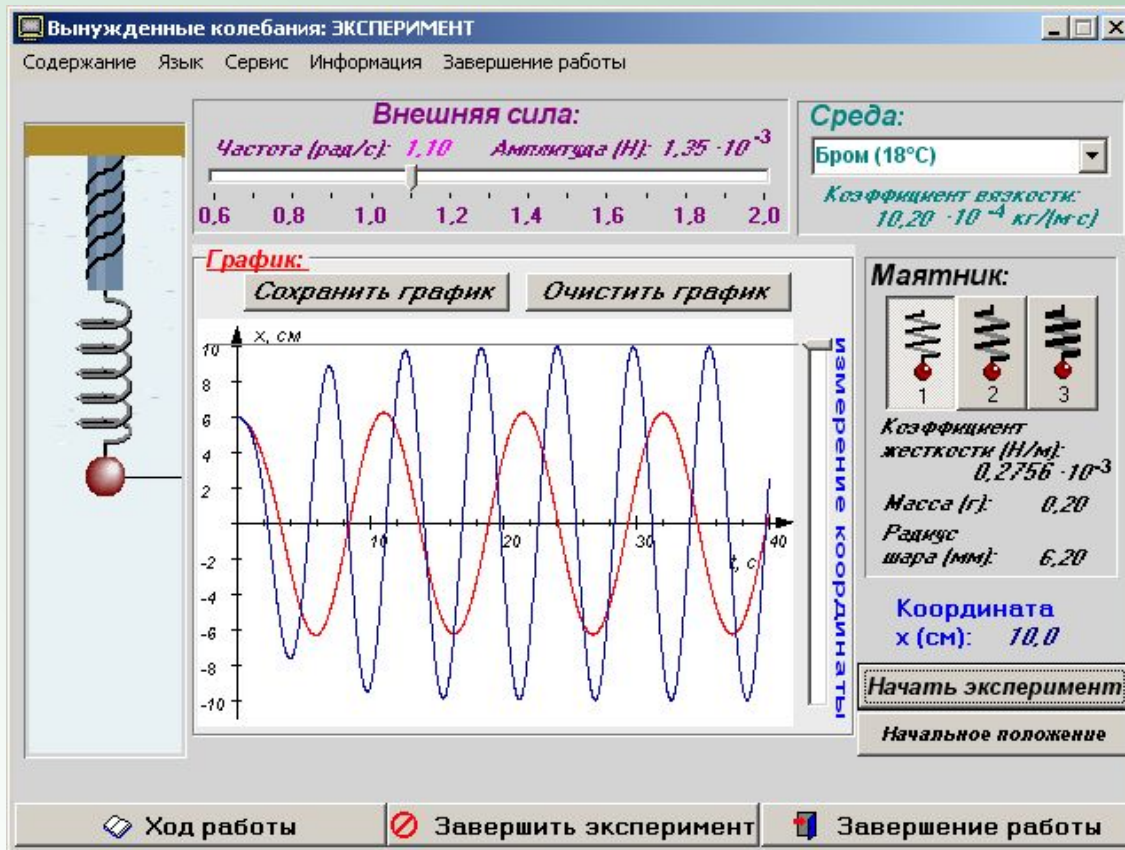 Вынужденные колебания: ЭКСПЕРИМЕНТ
Содержание Язык Сервис Информация Завершение работы
Внешняя сила:
Частота (рад/с): 1,10 Амплитуда (Н): 1,35 ·10⁻³
0,6 0,8 1,0 1,2 1,4 1,6 1,8 2,0
Среда:
Бром (18°C)
Коэффициент вязкости:
10,20 ·10⁻⁴ кг/(м·с)
График:
Сохранить график Очистить график
x, см
10
8
6
4
2
-2
-4
-6
-8
-10
10 20 30 40
t, с
измерение координаты
Маятник:
1 2 3
Коэффициент
жесткости (Н/м):
0,2756 ·10⁻³
Масса (г): 0,20
Радиус
шара (мм): 6,20
Координата
x (см): 10,0
Начать эксперимент
Начальное положение
Ход работы Завершить эксперимент Завершение работы